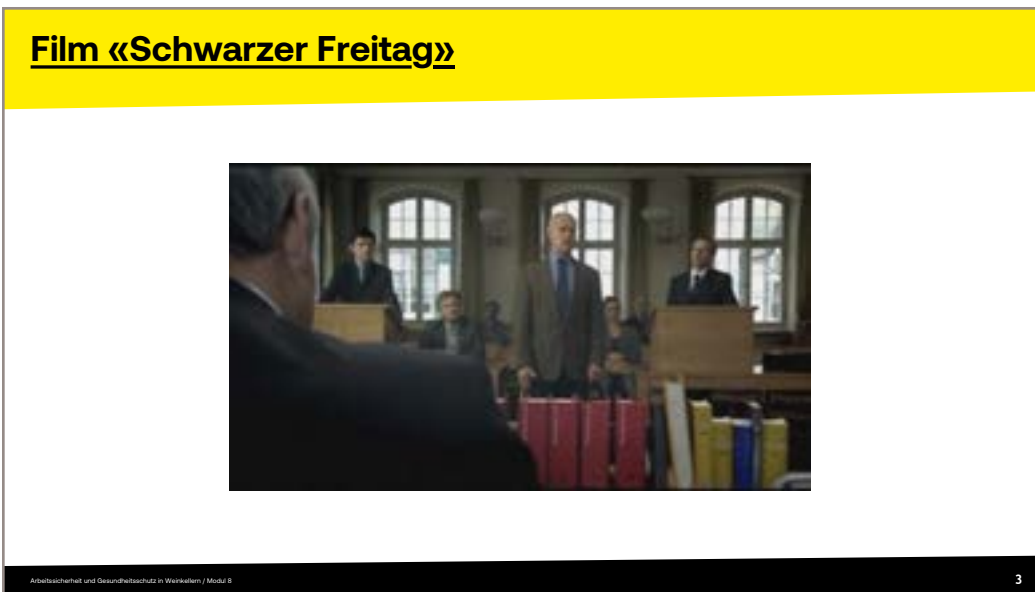 Film «Schwarzer Freitag»
Arbeitssicherheit und Gesundheitsschutz in Weinkellern / Modul 8
3